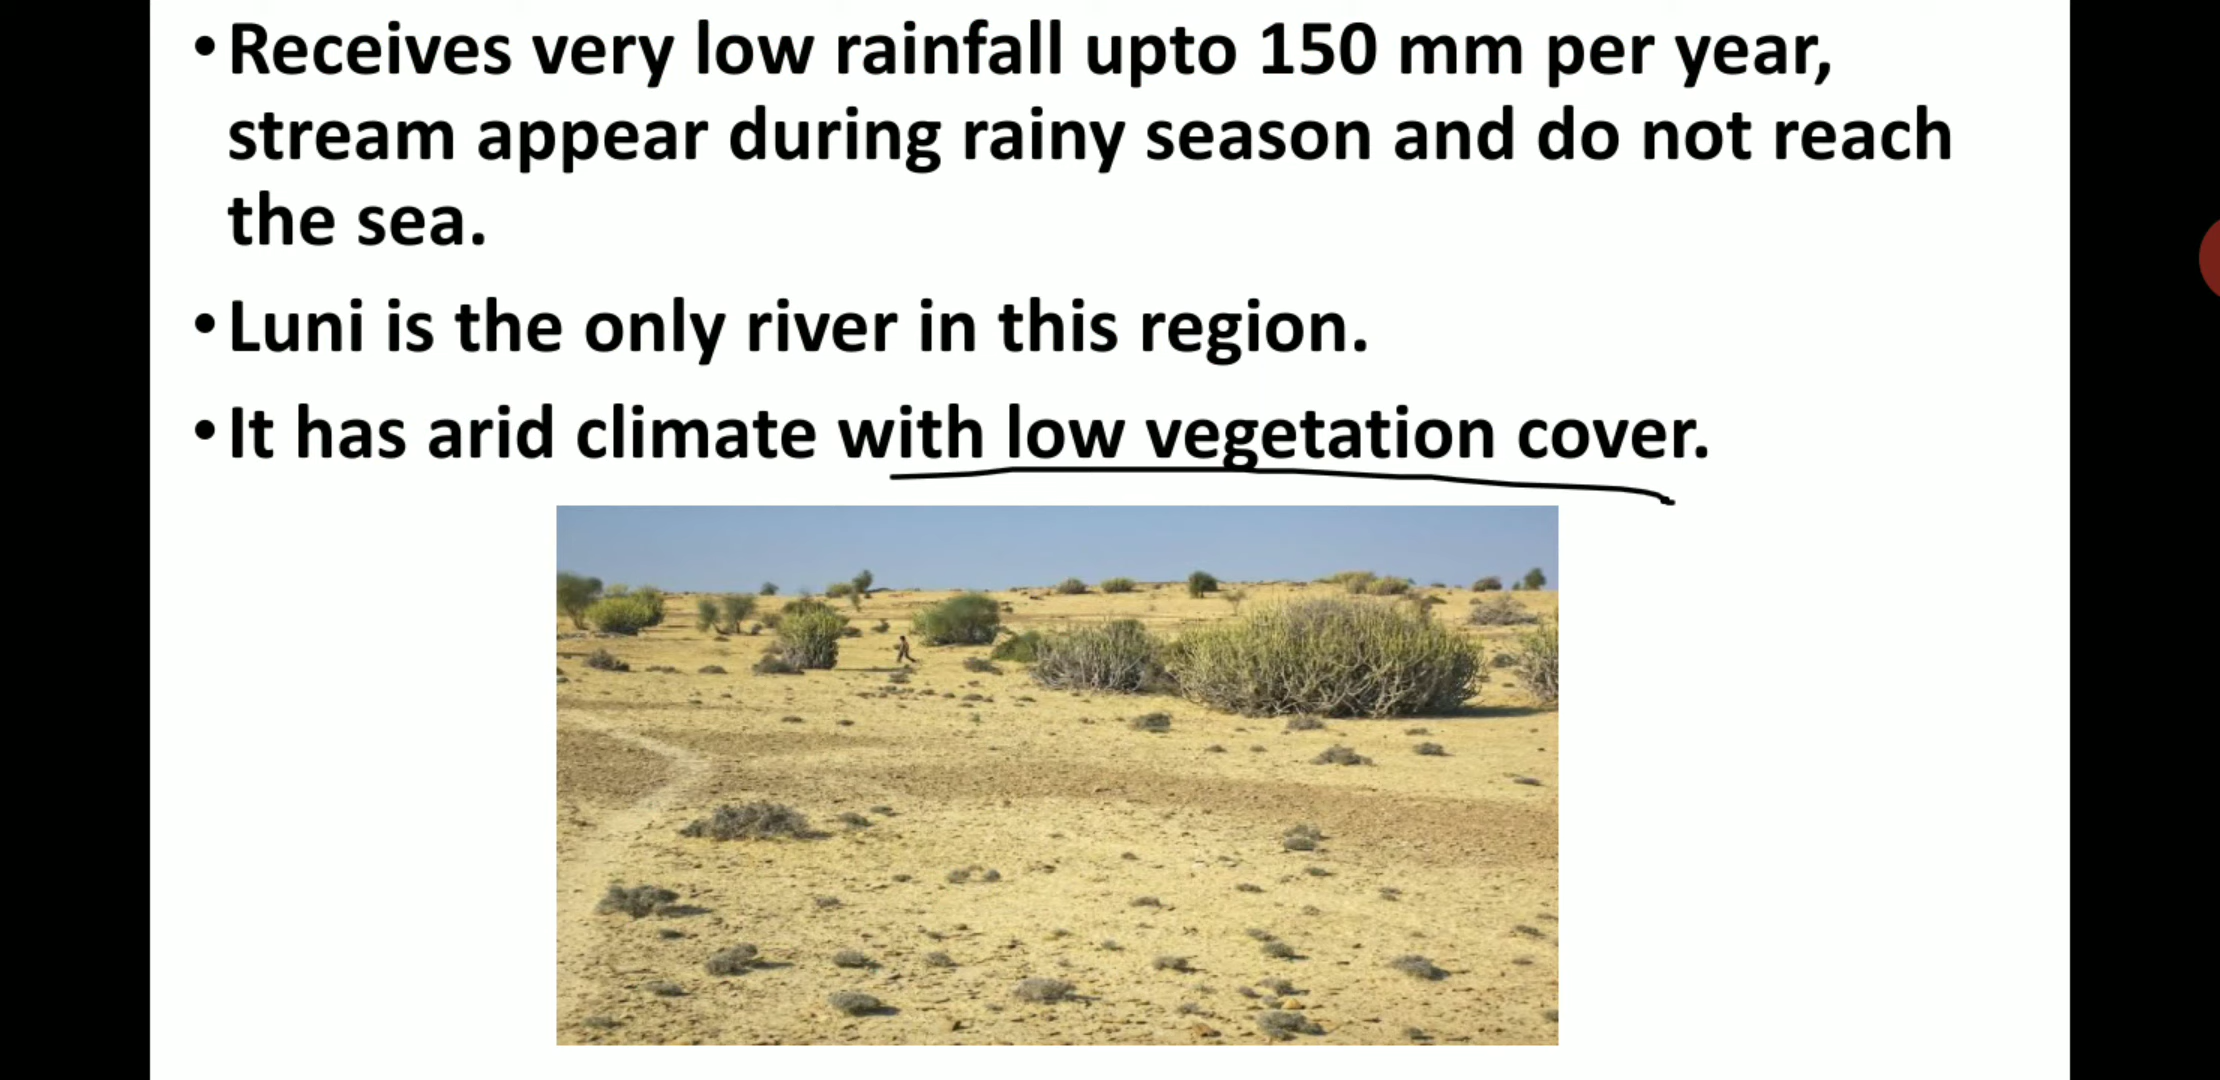 •Receives very low rainfall upto 150 mm per year,
stream appear during rainy season and do not reach
the sea.
•Luni is the only river in this region.
•It has arid climate with low vegetation cover.